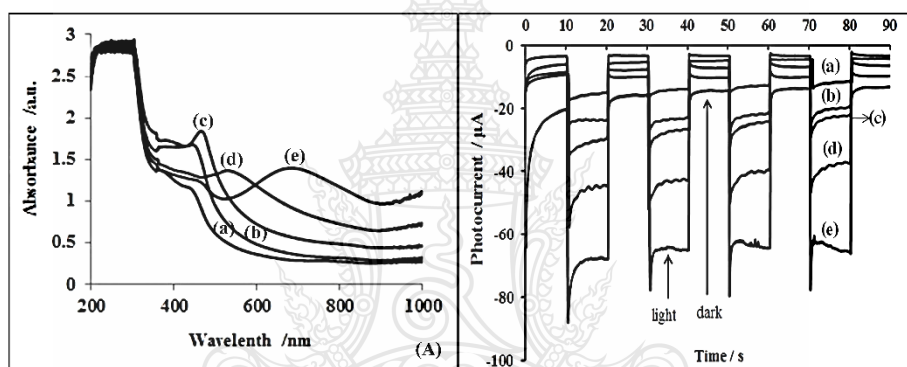 3
2.5
2
1.5
1
0.5
0
200
400
600
800
1000
Absorbance /a.u.
Wavelenth /nm
(a)
(b)
(c)
(d)
(e)
(A)
0 10 20 30 40 50 60 70 80 90
0
-20
-40
-60
-80
-100
Photocurrent / µA
Time / s
(a)
(b)
(c)
(d)
(e)
light
dark